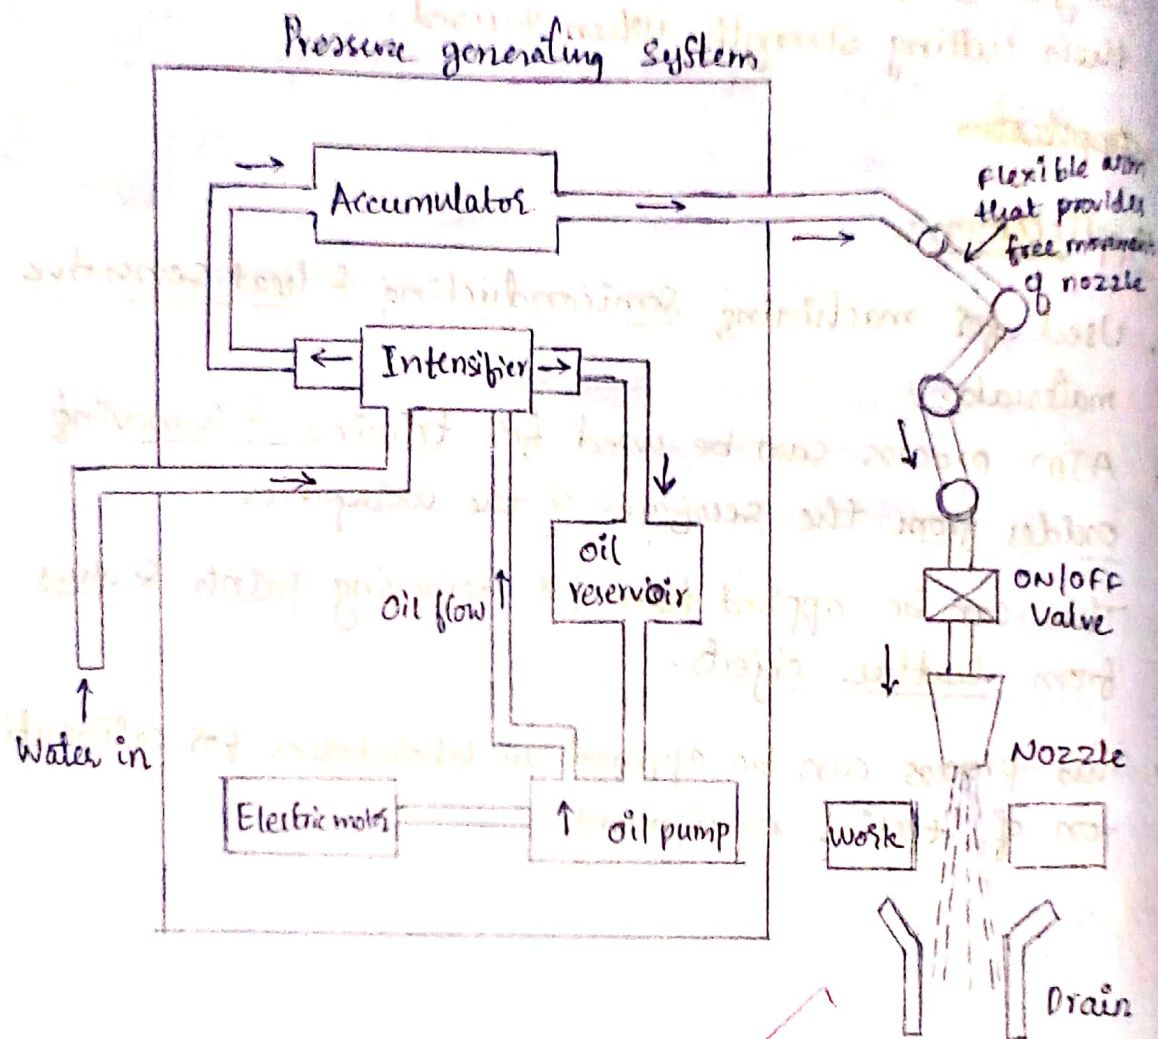 Pressure generating system
Accumulator
flexible arm
that provides
free movement
of nozzle
Intensifier
Oil
reservoir
Oil flow
ON/OFF
Valve
Water in
Nozzle
Electric motor
Oil pump
Work
Drain